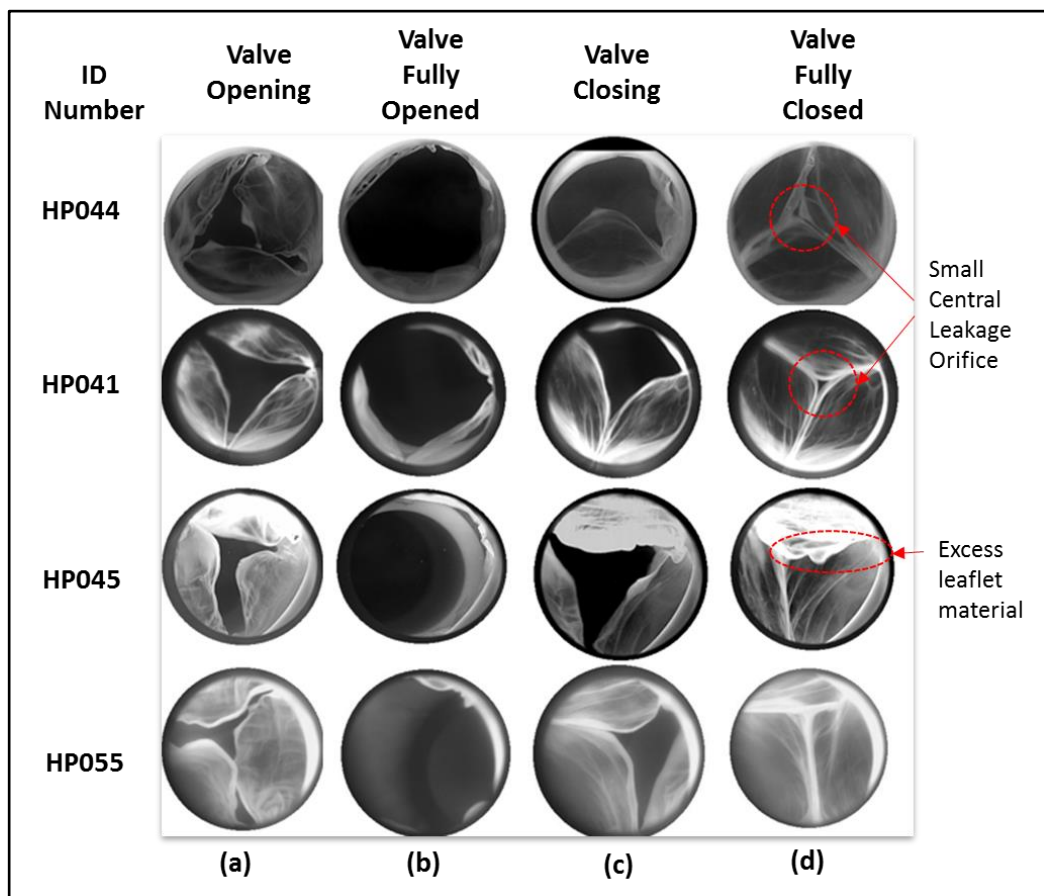 ID
Number
Valve
Opening
Valve
Fully
Opened
Valve
Closing
Valve
Fully
Closed
HP044
Small
Central
Leakage
Orifice
HP041
HP045
Excess
leaflet
material
HP055
(a)
(b)
(c)
(d)